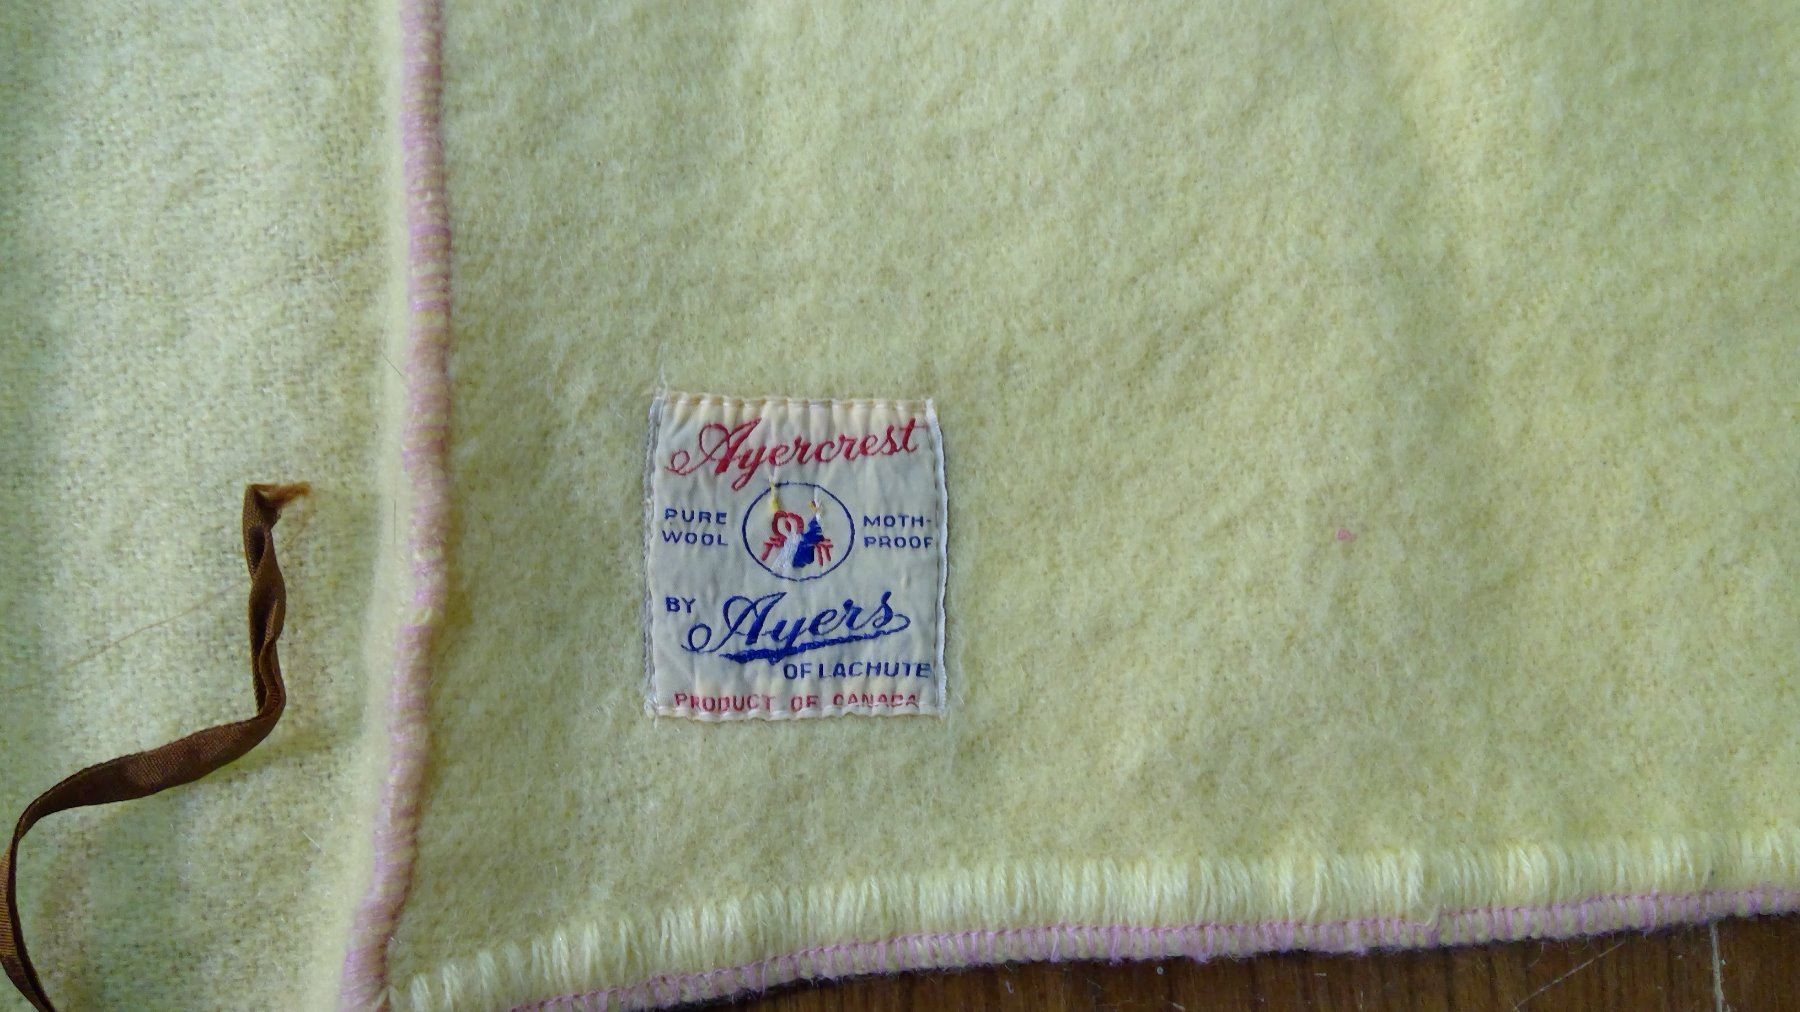 Ayercrest
PURE WOOL
MOTH-PROOF
BY Ayers
OF LACHUTE
PRODUCT OF CANADA